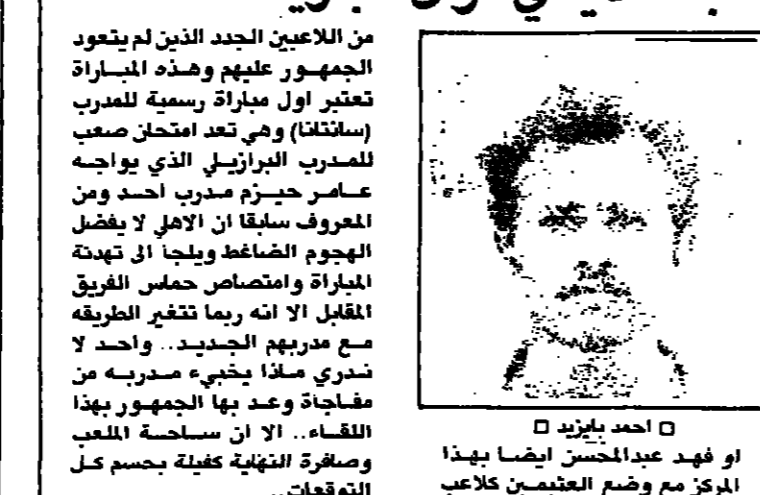 □ احمد بايزيد □
او فهد عبدالمحسن ايضا بهذا
المركز مع وضع العثيمين كلاعب
من اللاعبين الجدد الذين لم يتعود
الجمهور عليهم وهذه المباراة
تعتبر اول مباراة رسمية للمدرب
(سانتانا) وهي تعد امتحان صعب
للمدرب البرازيلي الذي يواجه
عامر حيزم مدرب احد ومن
المعروف سابقا ان الاهلي لا يفضل
الهجوم الضاغط ويلجا الى تهدئة
المباراة وامتصاص حماس الفريق
المقابل الا انه ربما تتغير الطريقه
مع مدربهم الجديد.. واحد لا
ندري ماذا يخبيء مدربه من
مفاجاة وعد بها الجمهور بهذا
اللقاء.. الا ان ساحة الملعب
وصافرة النهاية كفيلة بحسم كل
التوقعات..